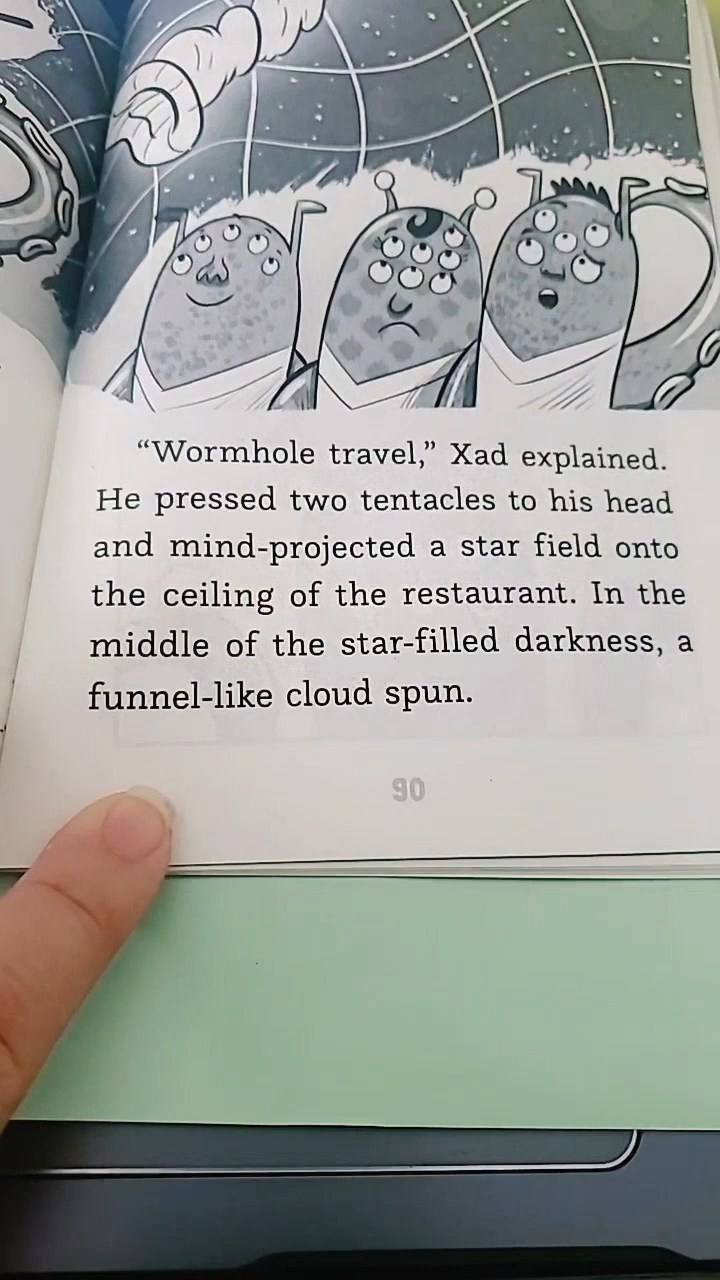 “Wormhole travel,” Xad explained.
He pressed two tentacles to his head
and mind-projected a star field onto
the ceiling of the restaurant. In the
middle of the star-filled darkness, a
funnel-like cloud spun.
90